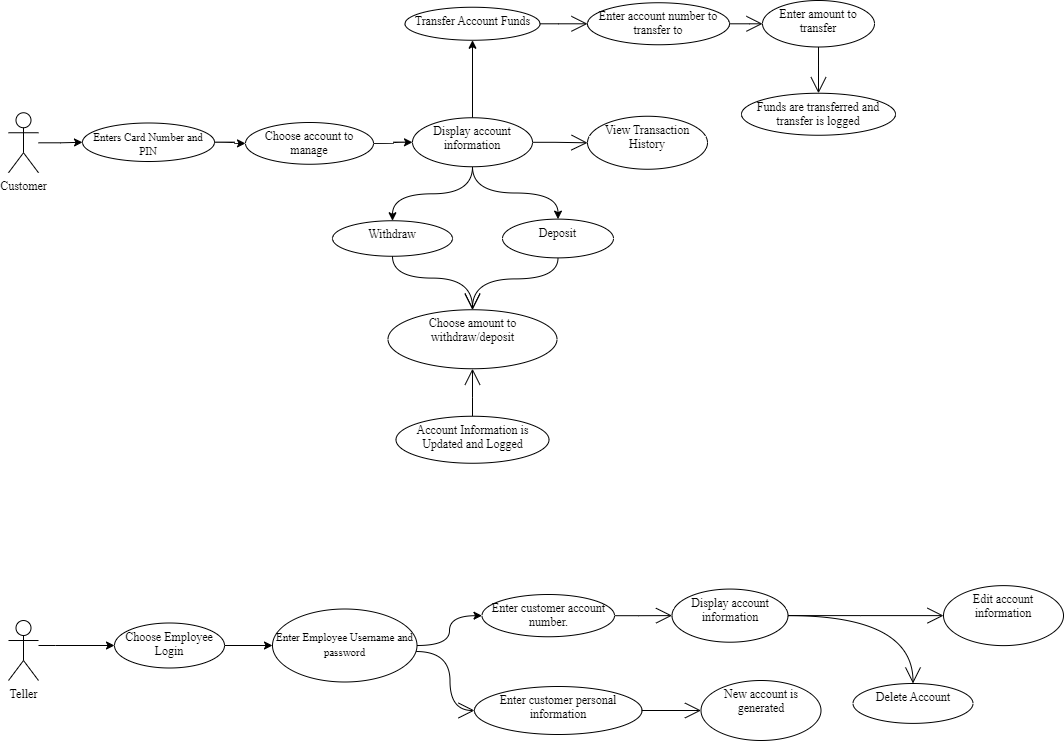 Transfer Account Funds
Enter account number to
transfer to
Enter amount to
transfer
Funds are transferred and
transfer is logged
Customer
Enters Card Number and
PIN
Choose account to
manage
Display account
information
View Transaction
History
Withdraw
Deposit
Choose amount to
withdraw/deposit
Account Information is
Updated and Logged
Teller
Choose Employee
Login
Enter Employee Username and
password
Enter customer account
number.
Display account
information
Edit account
information
Delete Account
Enter customer personal
information
New account is
generated